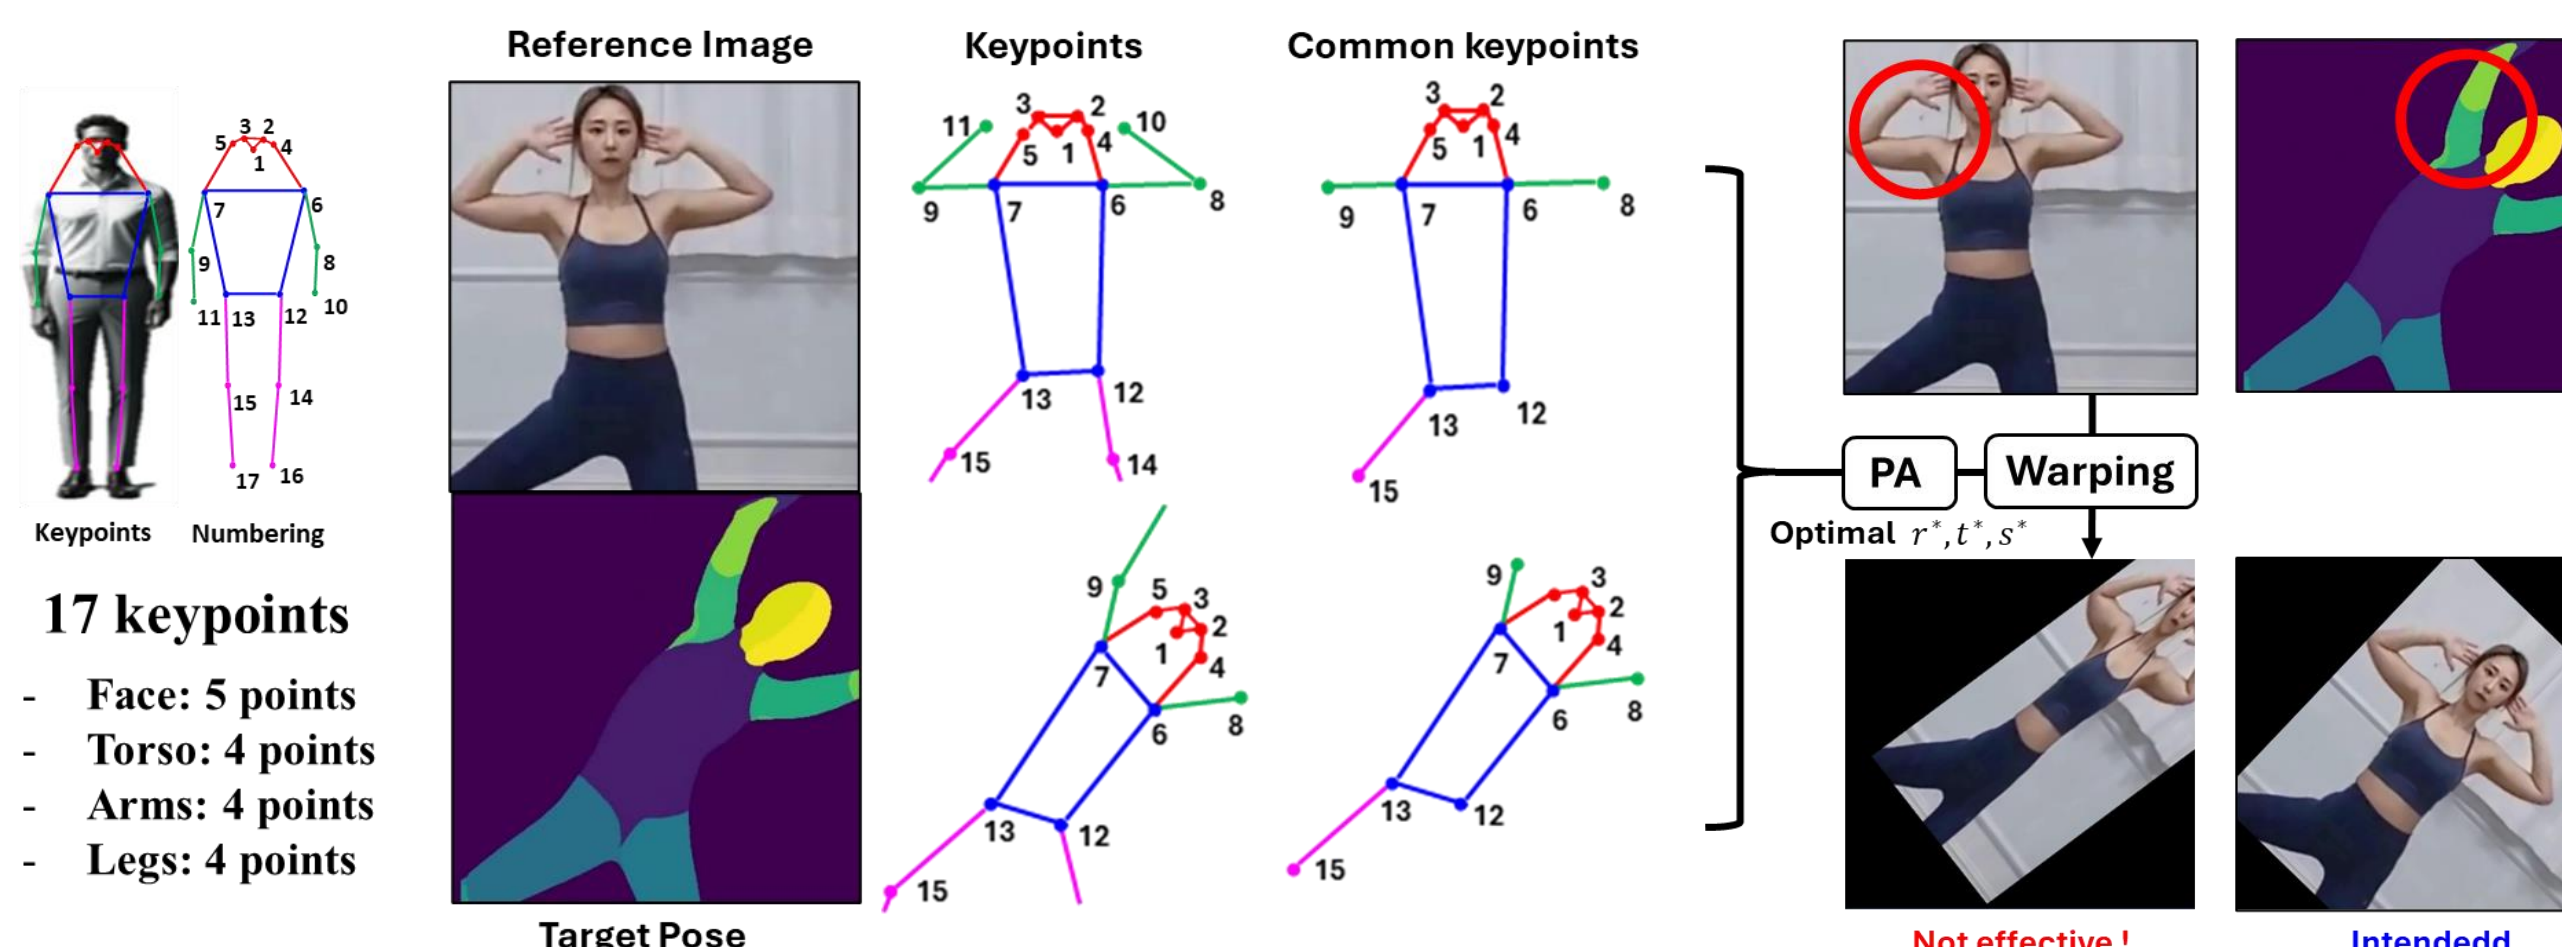 Reference Image
Keypoints
Common keypoints
3 2
5 4
1
7 6
9 8
11 13 12 10
15 14
17 16
Keypoints
Numbering
17 keypoints
- Face: 5 points
- Torso: 4 points
- Arms: 4 points
- Legs: 4 points
3 2
11 10
5 1 4
9 7 6 8
13 12
15 14
3 2
5 1 4
9 7 6 8
13 12
15
9 5 3
2
1 4
7
6 8
13 12
15
9 3
2
1 4
7
6 8
13 12
15
Target Pose
PA
Warping
Optimal r*, t*, s*
Not effective !
Intendedd